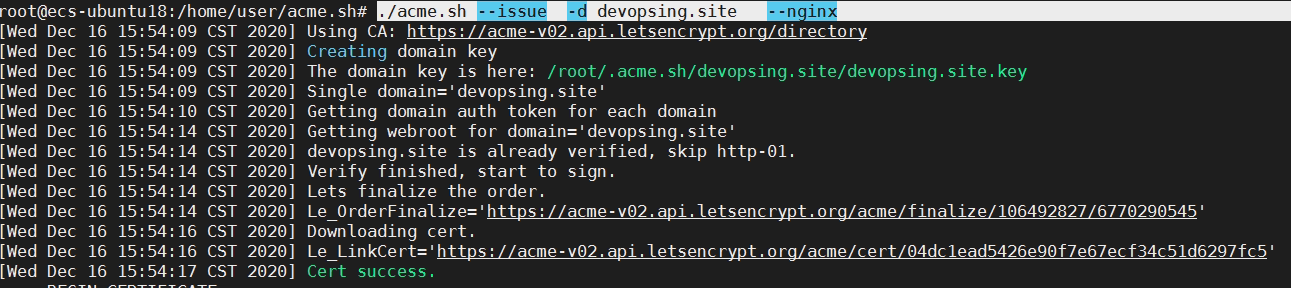 root@ecs-ubuntu18:/home/user/acme.sh# ./acme.sh --issue  -d devopsing.site   --nginx
[Wed Dec 16 15:54:09 CST 2020] Using CA: https://acme-v02.api.letsencrypt.org/directory
[Wed Dec 16 15:54:09 CST 2020] Creating domain key
[Wed Dec 16 15:54:09 CST 2020] The domain key is here: /root/.acme.sh/devopsing.site/devopsing.site.key
[Wed Dec 16 15:54:09 CST 2020] Single domain='devopsing.site'
[Wed Dec 16 15:54:10 CST 2020] Getting domain auth token for each domain
[Wed Dec 16 15:54:14 CST 2020] Getting webroot for domain='devopsing.site'
[Wed Dec 16 15:54:14 CST 2020] devopsing.site is already verified, skip http-01.
[Wed Dec 16 15:54:14 CST 2020] Verify finished, start to sign.
[Wed Dec 16 15:54:14 CST 2020] Lets finalize the order.
[Wed Dec 16 15:54:14 CST 2020] Le_OrderFinalize='https://acme-v02.api.letsencrypt.org/acme/finalize/106492827/6770290545'
[Wed Dec 16 15:54:16 CST 2020] Downloading cert.
[Wed Dec 16 15:54:16 CST 2020] Le_LinkCert='https://acme-v02.api.letsencrypt.org/acme/cert/04dc1ead5426e90f7e67ecf34c51d6297fc5'
[Wed Dec 16 15:54:17 CST 2020] Cert success.
BEGIN CERTIFICATE